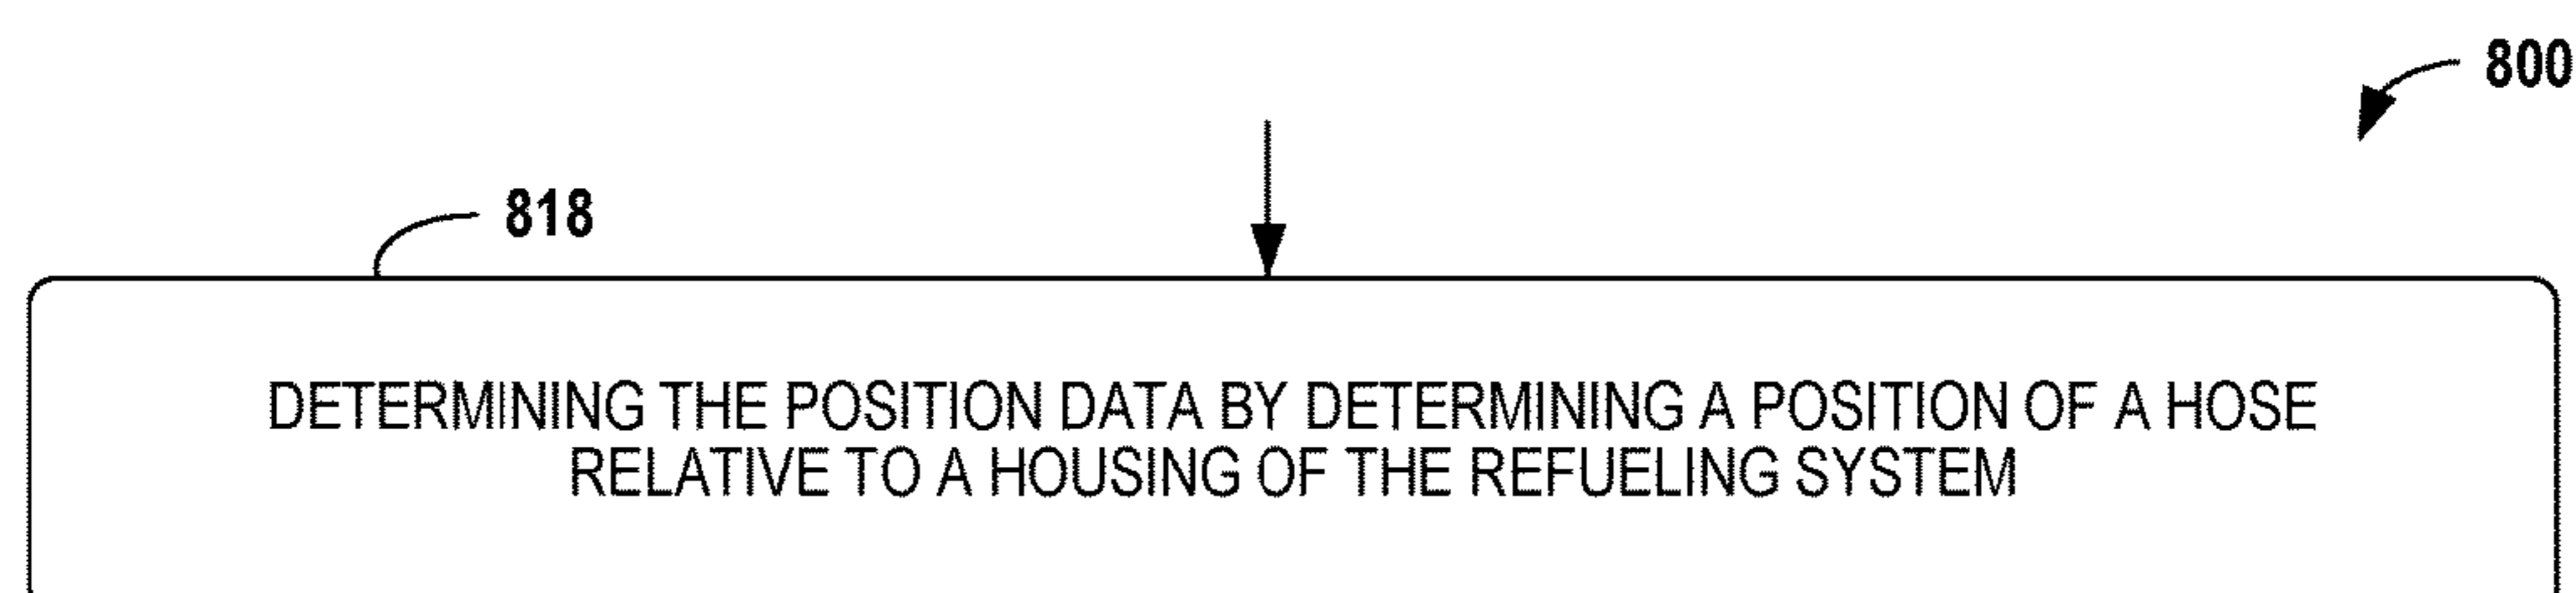 800
818
DETERMINING THE POSITION DATA BY DETERMINING A POSITION OF A HOSE
RELATIVE TO A HOUSING OF THE REFUELING SYSTEM